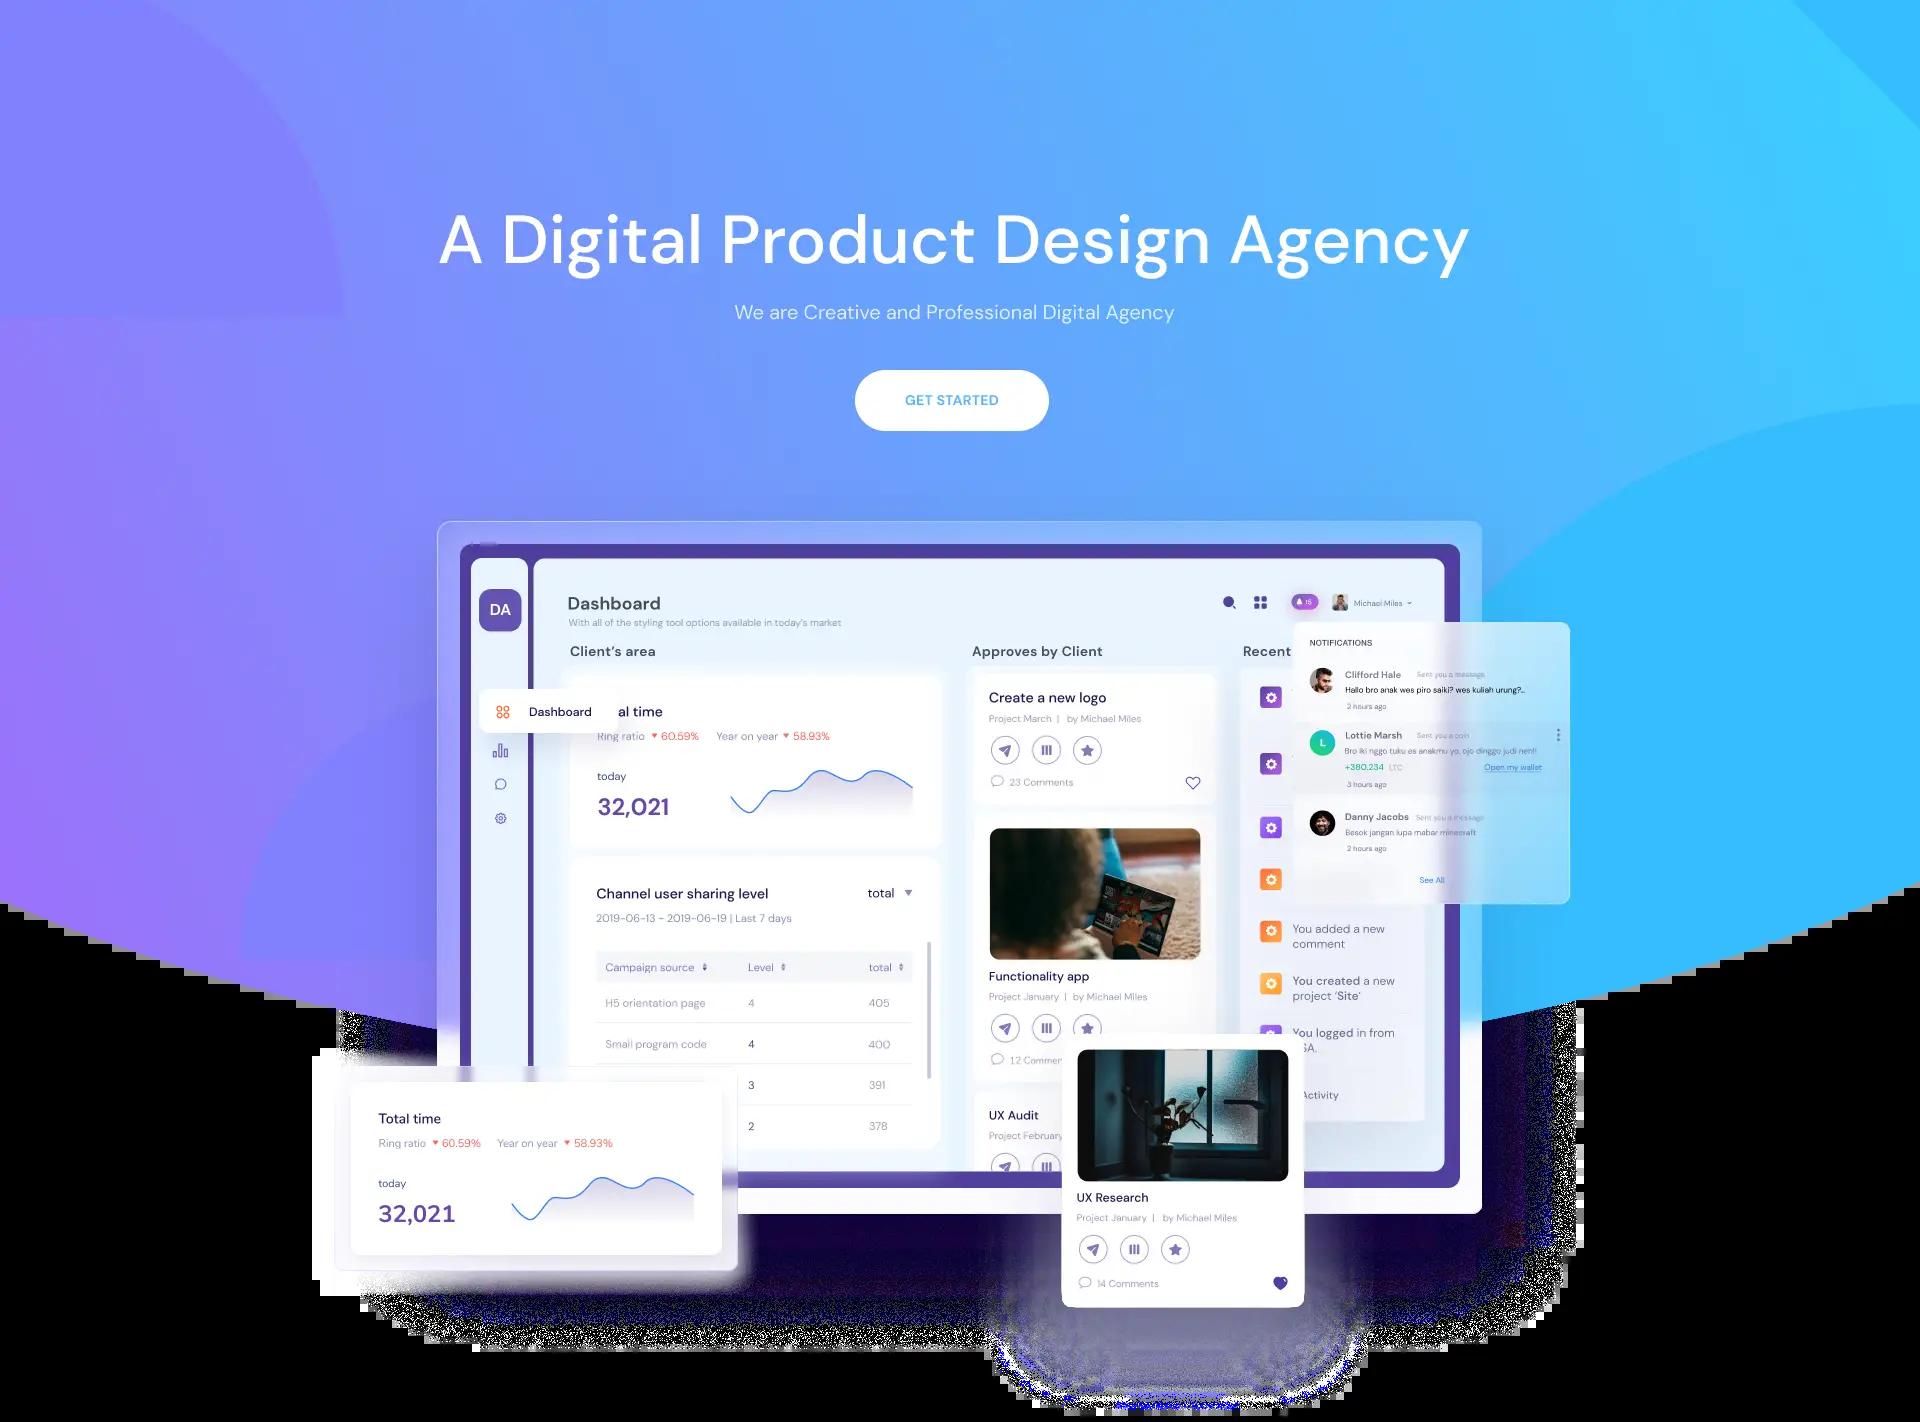 A Digital Product Design Agency
We are Creative and Professional Digital Agency
GET STARTED
DA
Dashboard
With all of the styling tool options available in today's market
15
Michael Miles
Client's area
Approves by Client
Recent
Dashboard
al time
Ring ratio 60.59% Year on year 58.93%
today
32,021
Channel user sharing level
total
2019-06-13 ~ 2019-06-19 | Last 7 days
Campaign source Level total
H5 orientation page 4 405
Small program code 4 400
3 391
2 378
Create a new logo
Project March | by Michael Miles
23 Comments
Functionality app
Project January | by Michael Miles
12 Commen
UX Audit
Project February
NOTIFICATIONS
Clifford Hale Sent you a message
Hallo bro anak wes piro saiki? wes kuliah urung?...
2 hours ago
L
Lottie Marsh Sent you a coin
Bro iki nggo tuku es anakmu yo, ojo dinggo judi neh!!
+380.234 LTC
Open my wallet
3 hours ago
Danny Jacobs Sent you a message
Besok jangan lupa mabar minecraft
2 hours ago
See All
You added a new
comment
You created a new
project 'Site'
You logged in from
SA.
Activity
Total time
Ring ratio 60.59% Year on year 58.93%
today
32,021
UX Research
Project January | by Michael Miles
14 Comments